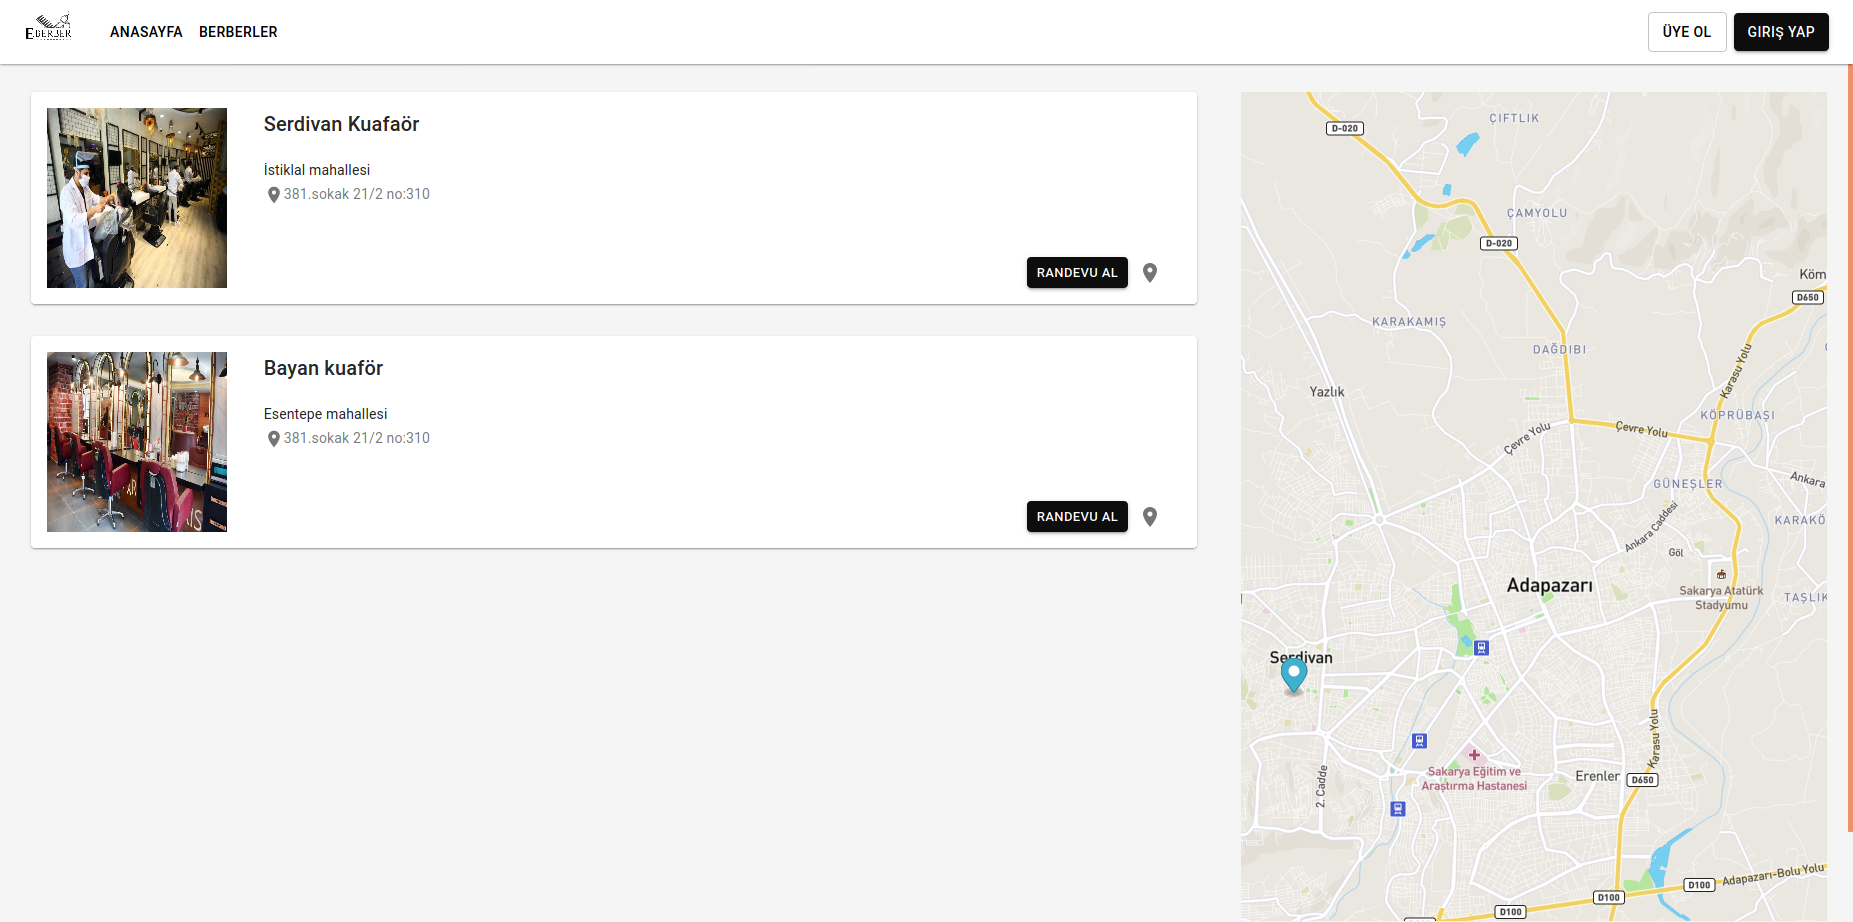 EBERBER
ANASAYFA
BERBERLER
ÜYE OL
GIRIŞ YAP
Serdivan Kuafaör
İstiklal mahallesi
381.sokak 21/2 no:310
RANDEVU AL
Bayan kuaför
Esentepe mahallesi
381.sokak 21/2 no:310
RANDEVU AL
ÇIFTLIK
D-020
ÇAMYOLU
D-020
Köm
D650
KARAKAMIŞ
DAĞDIBI
Karasu Yolu
Yazlık
KÖPRÜBAŞI
Çevre Yolu
Çevre Yolu
Ankara
GÜNEŞLER
KARAKÖ
Ankara Caddesi
Göl
Adapazarı
Sakarya Atatürk
Stadyumu
TAŞLIK
Serdivan
Karasu Yolu
Sakarya Eğitim ve
Araştırma Hastanesi
Erenler
D650
2. Cadde
Adapazarı-Bolu Yolu
D100
D100
D100